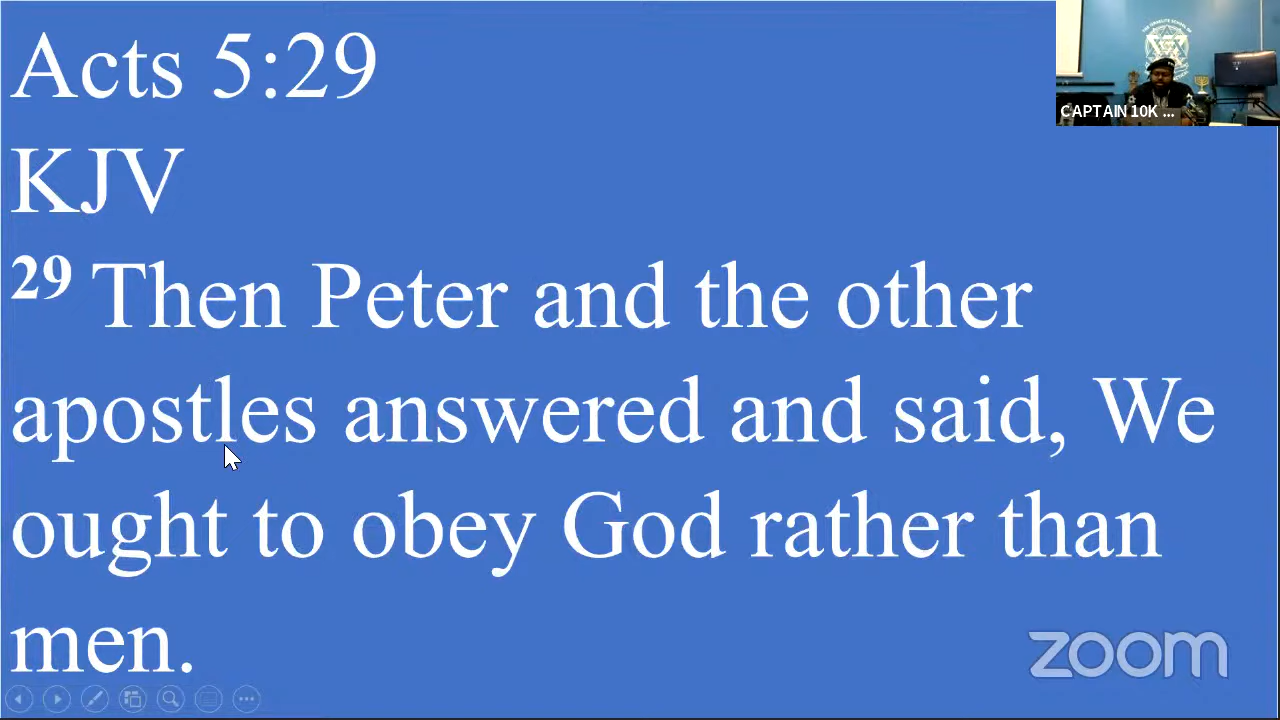 Acts 5:29
KJV
29 Then Peter and the other
apostles answered and said, We
ought to obey God rather than
men.
CAPTAIN 10K ...
zoom